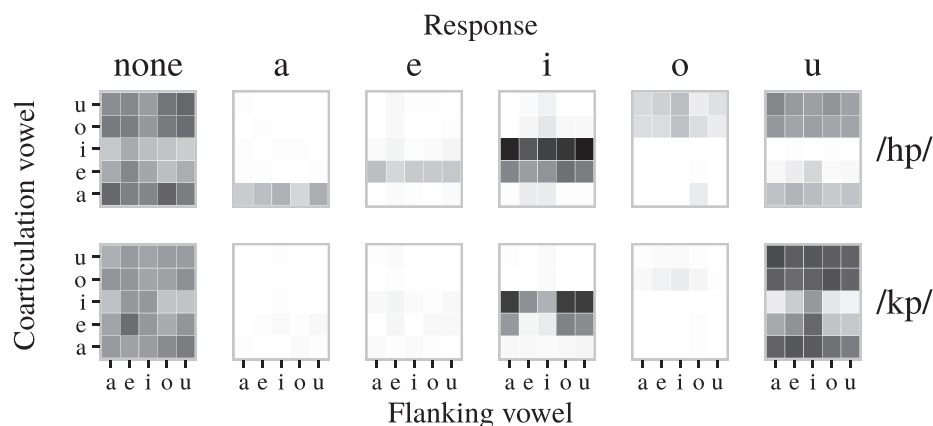 Response
none a e i o u
Coarticulation vowel
u
o
i
e
a
/hp/
u
o
i
e
a
/kp/
a e i o u a e i o u a e i o u a e i o u a e i o u a e i o u
Flanking vowel